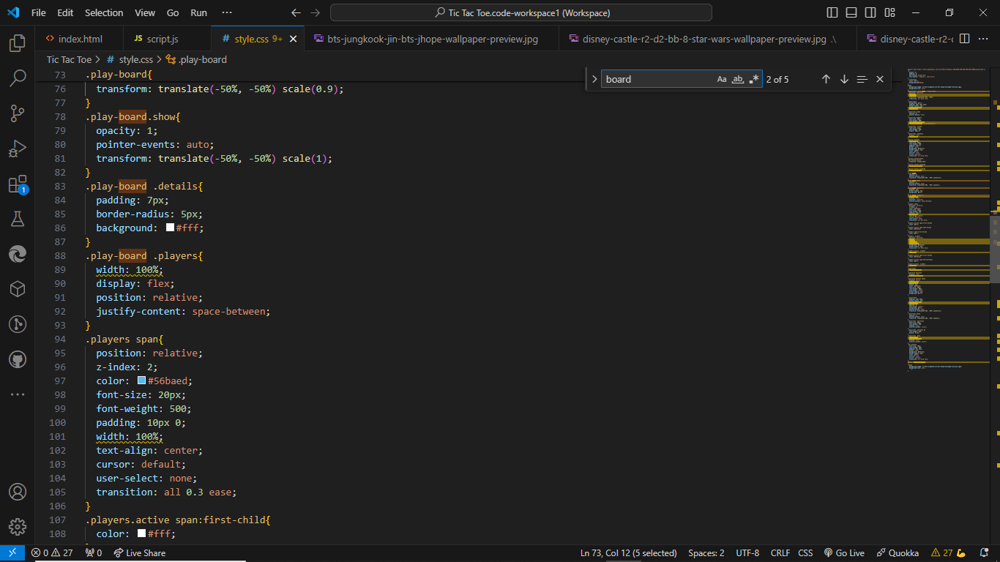 File Edit Selection View Go Run ··· Tic Tac Toe.code-workspace1 (Workspace)
index.html JS script.js # style.css 9+ bts-jungkook-jin-bts-jhope-wallpaper-preview.jpg disney-castle-r2-d2-bb-8-star-wars-wallpaper-preview.jpg .\ disney-castle-r2-d
Tic Tac Toe > # style.css > .play-board
board Aa ab 2 of 5
73 .play-board{
76 transform: translate(-50%, -50%) scale(0.9);
77 }
78 .play-board.show{
79 opacity: 1;
80 pointer-events: auto;
81 transform: translate(-50%, -50%) scale(1);
82 }
83 .play-board .details{
84 padding: 7px;
85 border-radius: 5px;
86 background: #fff;
87 }
88 .play-board .players{
89 width: 100%;
90 display: flex;
91 position: relative;
92 justify-content: space-between;
93 }
94 .players span{
95 position: relative;
96 z-index: 2;
97 color: #56baed;
98 font-size: 20px;
99 font-weight: 500;
100 padding: 10px 0;
101 width: 100%;
102 text-align: center;
103 cursor: default;
104 user-select: none;
105 transition: all 0.3 ease;
106 }
107 .players.active span:first-child{
108 color: #fff;
1
0 27 0 Live Share Ln 73, Col 12 (5 selected) Spaces: 2 UTF-8 CRLF CSS Go Live Quokka 27